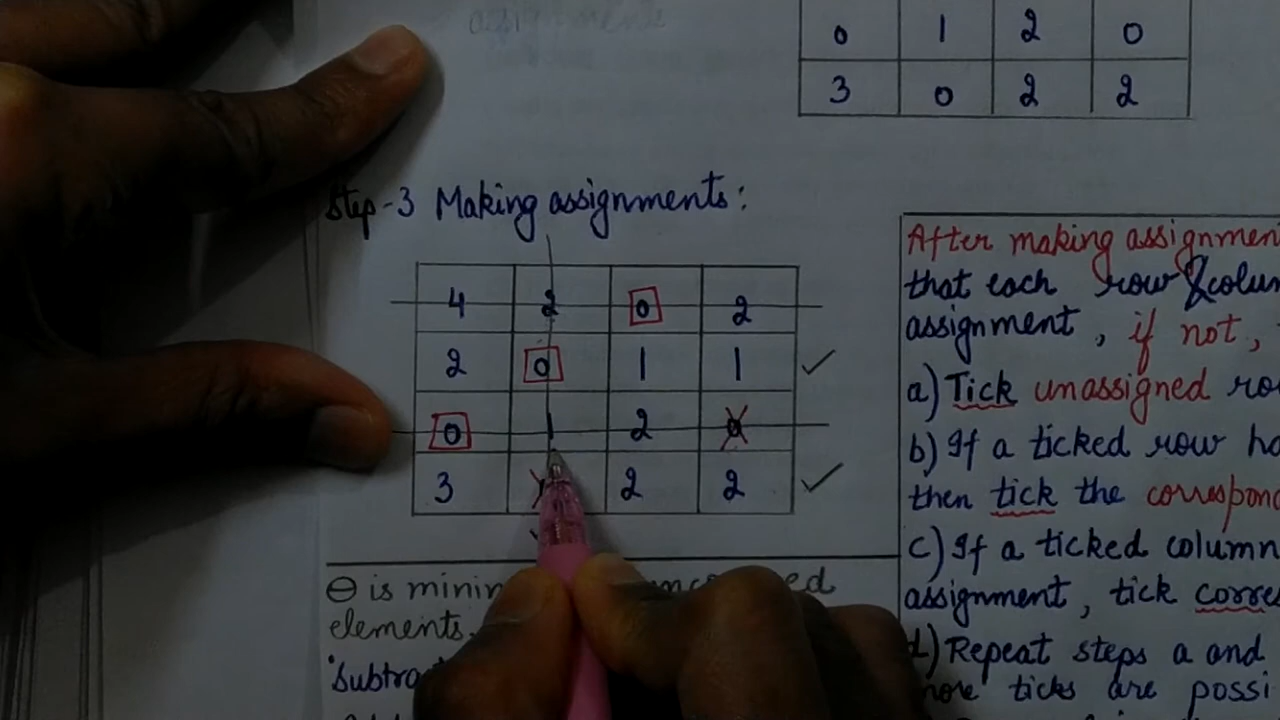 assignments
0 1 2 0
3 0 2 2
Step-3 Making assignments:
4 2 0 2
2 0 1 1
0 1 2 0
3 2 2
After making assignmen
that each row & colum
assignment, if not,
a) Tick unassigned ro
b) If a ticked row ha
then tick the correspon
c) If a ticked column
assignment, tick corre
d) Repeat steps a and
more ticks are possi
θ is minim
elements.
Subtra